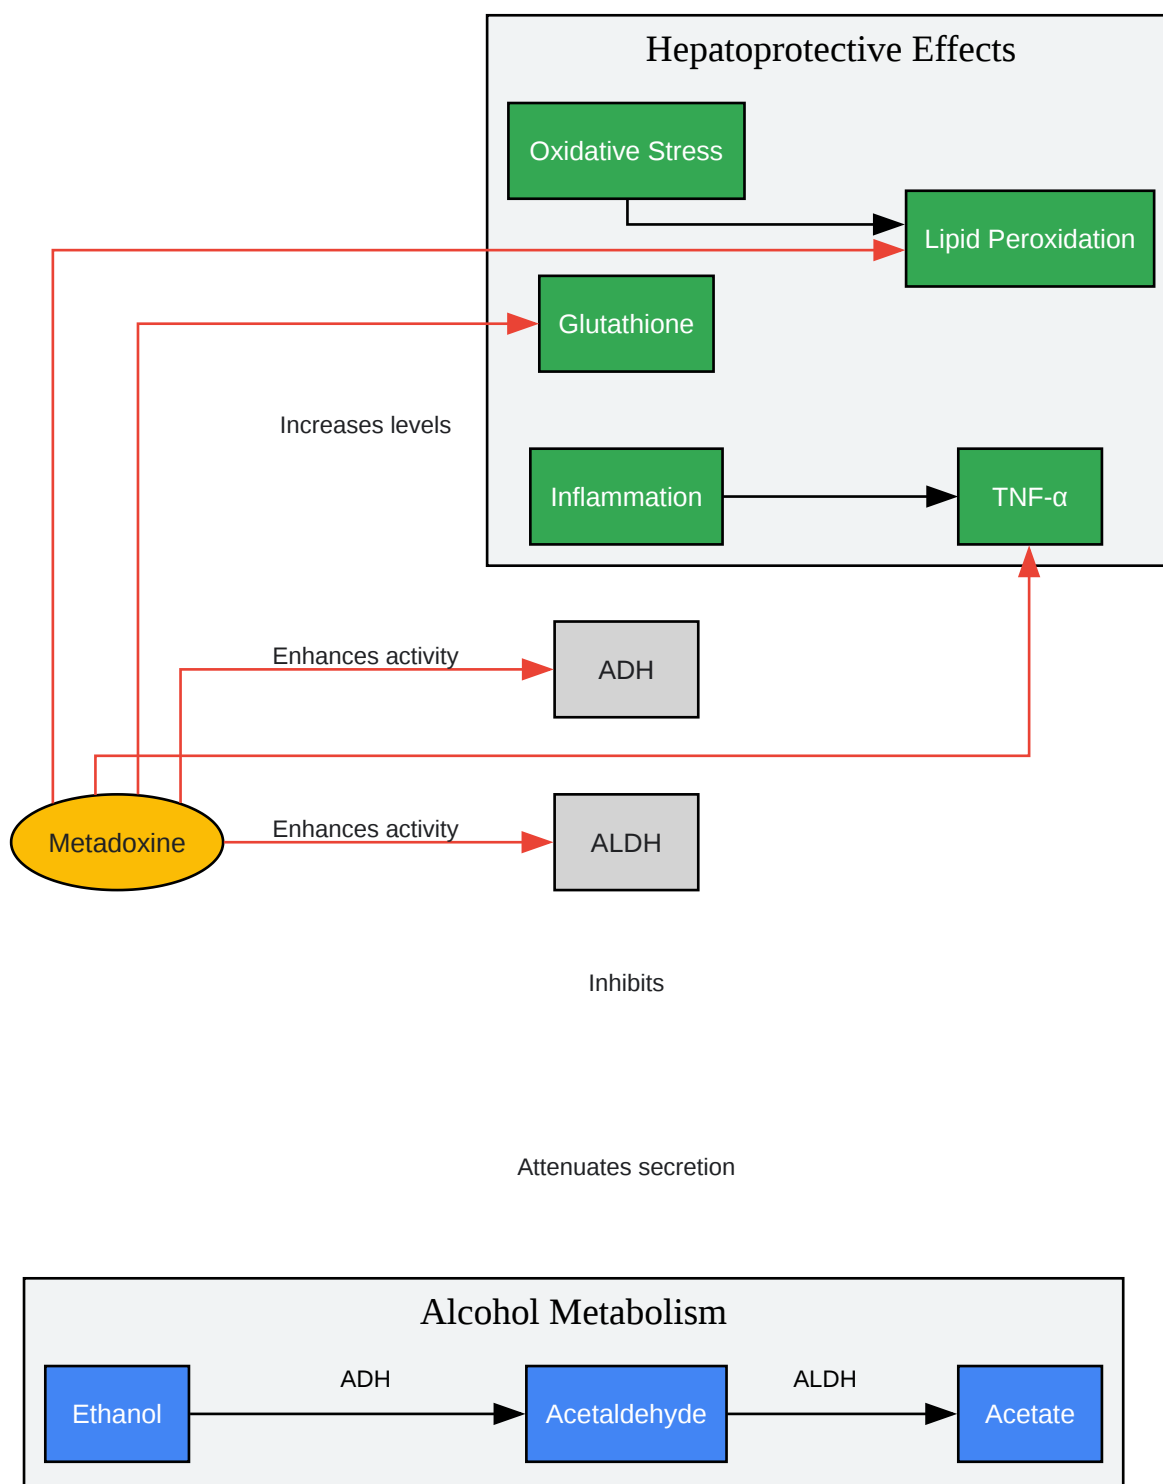 Hepatoprotective Effects
Oxidative Stress
Lipid Peroxidation
Glutathione
Increases levels
Inflammation
TNF-α
Enhances activity
ADH
Metadoxine
Enhances activity
ALDH
Inhibits
Attenuates secretion
Alcohol Metabolism
Ethanol
ADH
Acetaldehyde
ALDH
Acetate